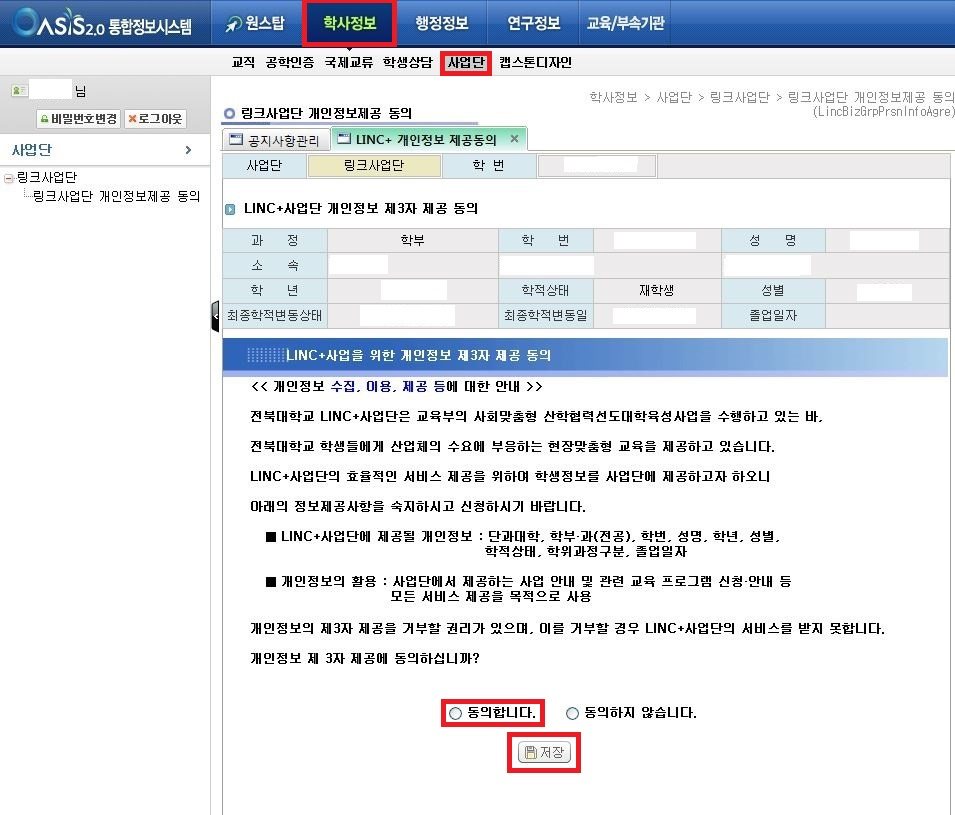 OASIS 2.0 통합정보시스템 원스탑 학사정보 행정정보 연구정보 교육/부속기관
교직 공학인증 국제교류 학생상담 사업단 캡스톤디자인
님
비밀번호변경 로그아웃
사업단
링크사업단
링크사업단 개인정보제공 동의
학사정보 > 사업단 > 링크사업단 > 링크사업단 개인정보제공 동의
(LincBizGrpPrsnInfoAgre)
링크사업단 개인정보제공 동의
공지사항관리 LINC+ 개인정보 제공동의 ×
사업단 링크사업단 학 번
LINC+사업단 개인정보 제3자 제공 동의
과 정 학부 학 번 성 명
소 속
학 년 학적상태 재학생 성별
최종학적변동상태 최종학적변동일 졸업일자
LINC+사업을 위한 개인정보 제3자 제공 동의
<< 개인정보 수집, 이용, 제공 등에 대한 안내 >>
전북대학교 LINC+사업단은 교육부의 사회맞춤형 산학협력선도대학육성사업을 수행하고 있는 바,
전북대학교 학생들에게 산업체의 수요에 부응하는 현장맞춤형 교육을 제공하고 있습니다.
LINC+사업단의 효율적인 서비스 제공을 위하여 학생정보를 사업단에 제공하고자 하오니
아래의 정보제공사항을 숙지하시고 신청하시기 바랍니다.
■ LINC+사업단에 제공될 개인정보 : 단과대학, 학부·과(전공), 학번, 성명, 학년, 성별,
학적상태, 학위과정구분, 졸업일자
■ 개인정보의 활용 : 사업단에서 제공하는 사업 안내 및 관련 교육 프로그램 신청·안내 등
모든 서비스 제공을 목적으로 사용
개인정보의 제3자 제공을 거부할 권리가 있으며, 이를 거부할 경우 LINC+사업단의 서비스를 받지 못합니다.
개인정보 제 3자 제공에 동의하십니까?
동의합니다. 동의하지 않습니다.
저장